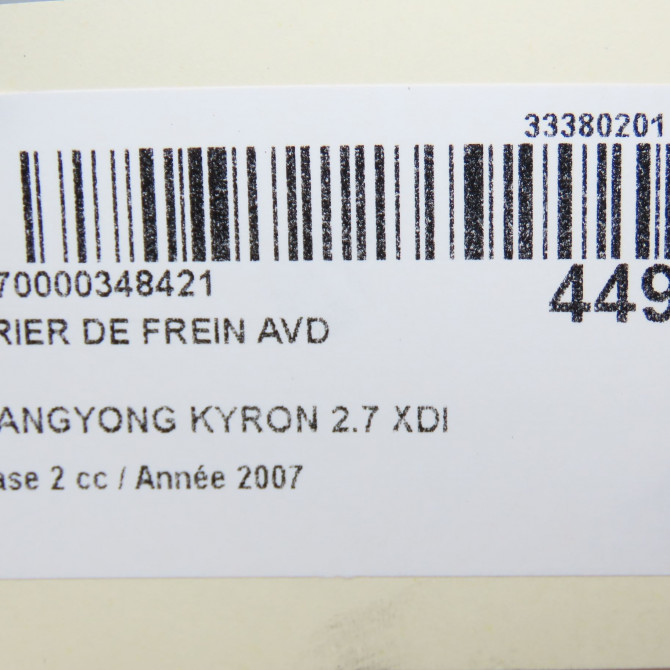 33380201
70000348421
449
RIER DE FREIN AVD
ANGYONG KYRON 2.7 XDI
ase 2 cc / Année 2007